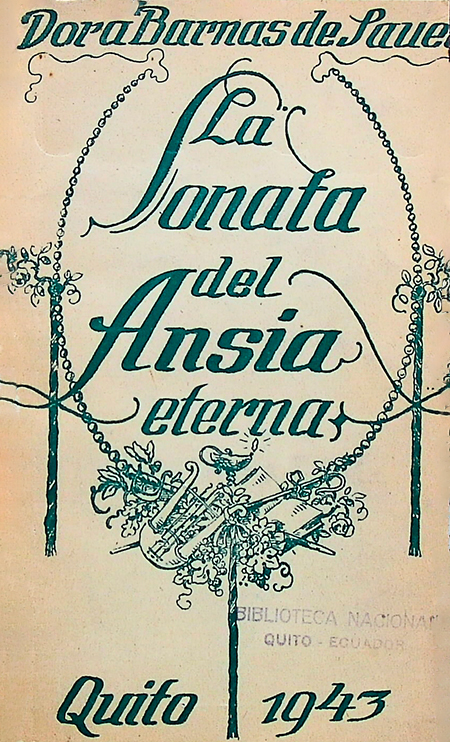 Dora Barnas de Sauer
La
Sonata
del
Ansia
eterna
BIBLIOTECA NACIONAL
QUITO - ECUADOR
Quito 1943